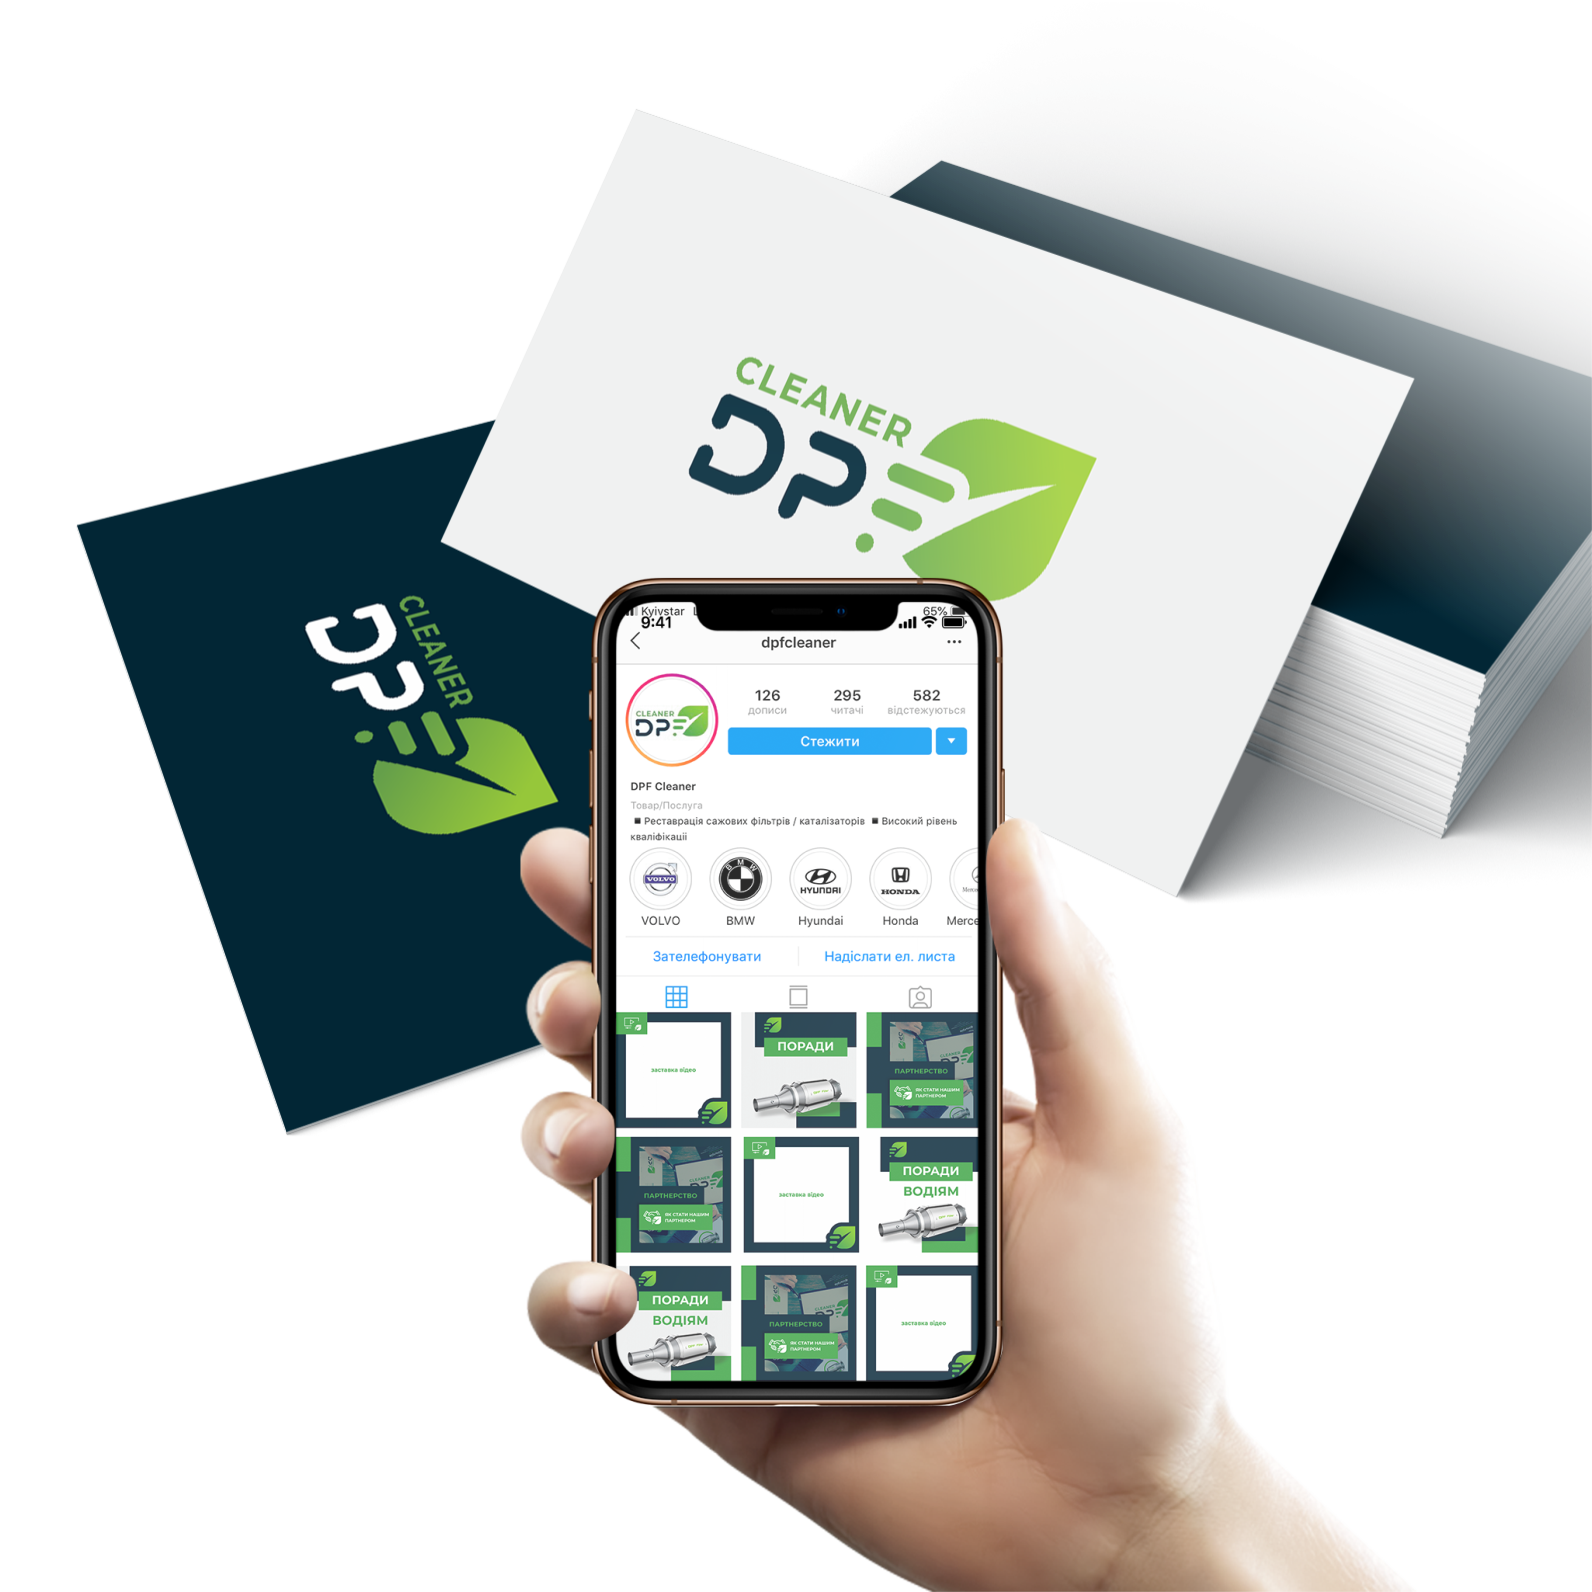 CLEANER
DPF
CLEANER
DPF
Kyivstar
65%
9:41
dpfcleaner
CLEANER
DPF
126
295
582
дописи
читачі
відстежуються
Стежити
DPF Cleaner
Товар/Послуга
▪ Реставрація сажових фільтрів / каталізаторів ▪ Високий рівень
кваліфікації
VOLVO
BMW
HYUNDAI
HONDA
VOLVO
BMW
Hyundai
Honda
Merce
Зателефонувати
Надіслати ел. листа
заставка відео
ПОРАДИ
ПАРТНЕРСТВО
ЯК СТАТИ НАШИМ
ПАРТНЕРОМ
ПАРТНЕРСТВО
ЯК СТАТИ НАШИМ
ПАРТНЕРОМ
заставка відео
ПОРАДИ
ВОДІЯМ
ПОРАДИ
ВОДІЯМ
ПАРТНЕРСТВО
ЯК СТАТИ НАШИМ
ПАРТНЕРОМ
заставка відео